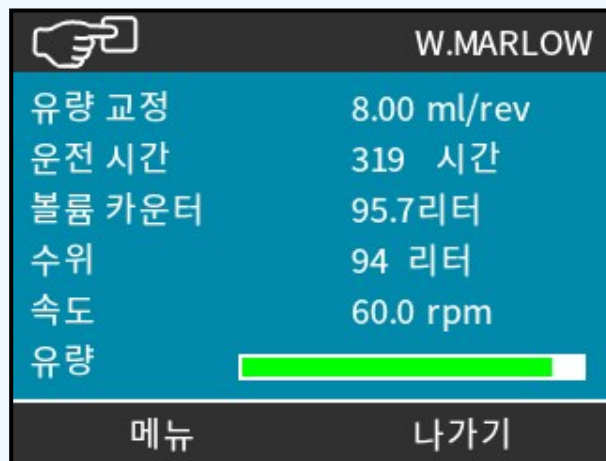 W.MARLOW
유량 교정 8.00 ml/rev
운전 시간 319 시간
볼륨 카운터 95.7리터
수위 94 리터
속도 60.0 rpm
유량
메뉴 나가기